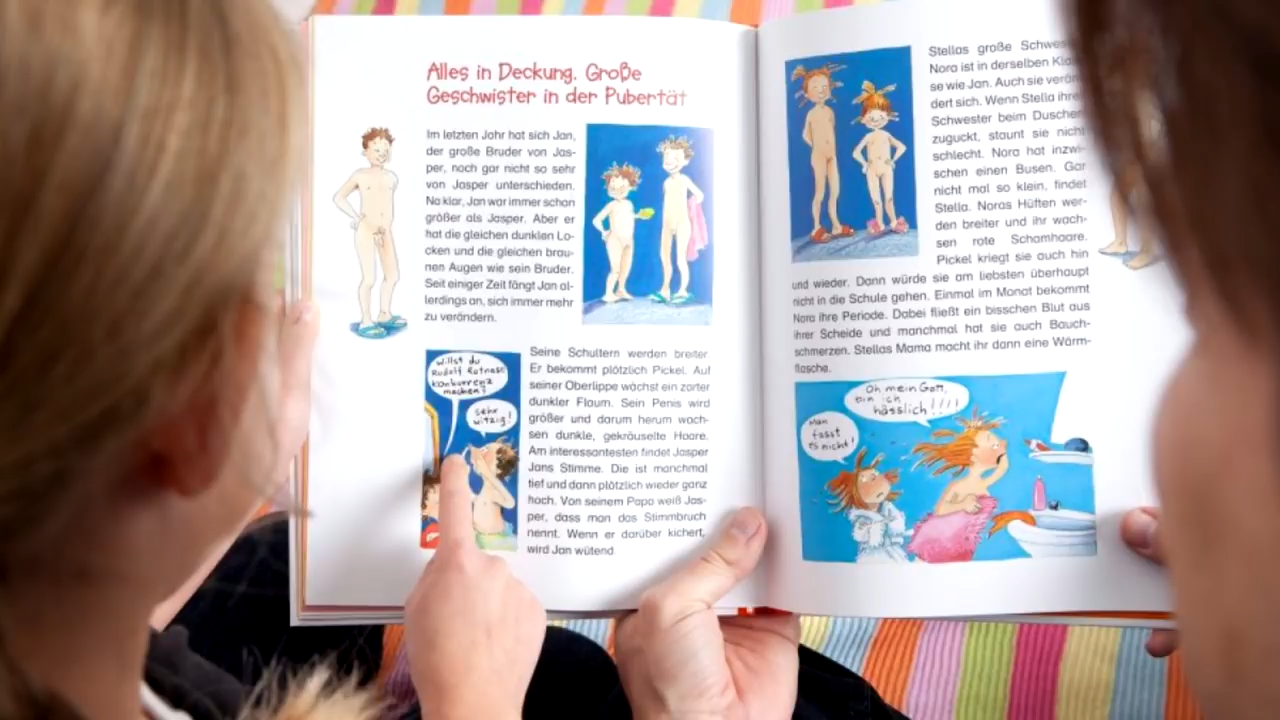 Alles in Deckung. Große
Geschwister in der Pubertät
Im letzten Jahr hat sich Jan,
der große Bruder von Jas-
per, noch gar nicht so sehr
von Jasper unterschieden.
Na klar, Jan war immer schon
größer als Jasper. Aber er
hat die gleichen dunklen Lo-
cken und die gleichen brau-
nen Augen wie sein Bruder.
Seit einiger Zeit fängt Jan al-
lerdings an, sich immer mehr
zu verändern.
willst du
Rudolf Rotnase
Konkurrenz
machen?
sehr
witzig!
Seine Schultern werden breiter.
Er bekommt plötzlich Pickel. Auf
seiner Oberlippe wächst ein zarter
dunkler Flaum. Sein Penis wird
größer und darum herum wach-
sen dunkle, gekräuselte Haare.
Am interessantesten findet Jasper
Jans Stimme. Die ist manchmal
tief und dann plötzlich wieder ganz
hoch. Von seinem Papa weiß Jas-
per, dass man das Stimmbruch
nennt. Wenn er darüber kichert,
wird Jan wütend.
Stellas große
Nora ist in derselben
se wie Jan. Auch sie verän-
dert sich. Wenn Stella ihre
Schwester beim Duschen
zuguckt, staunt sie nicht
schlecht. Nora hat inzwi-
schen einen Busen. Gar
nicht mal so klein, findet
Stella. Noras Hüften wer-
den breiter und ihr wach-
sen rote Schamhaare.
Pickel kriegt sie auch hin
und wieder. Dann würde sie am liebsten überhaupt
nicht in die Schule gehen. Einmal im Monat bekommt
Nora ihre Periode. Dabei fließt ein bisschen Blut aus
ihrer Scheide und manchmal hat sie auch Bauch-
schmerzen. Stellas Mama macht ihr dann eine Wärm-
flasche.
Oh mein Gott,
bin ich
hässlich!!!!
Man
fasst
es nicht!